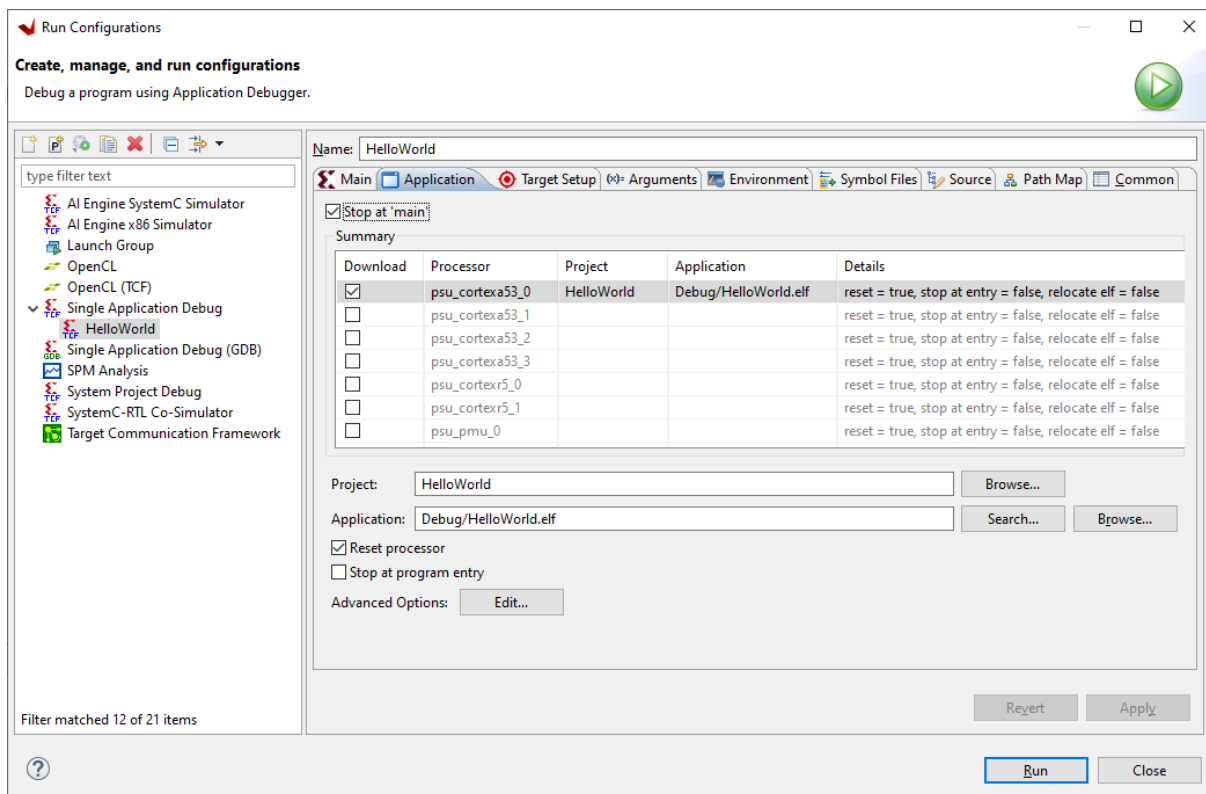 Run Configurations
Create, manage, and run configurations
Debug a program using Application Debugger.
type filter text
AI Engine SystemC Simulator
AI Engine x86 Simulator
Launch Group
OpenCL
OpenCL (TCF)
Single Application Debug
HelloWorld
Single Application Debug (GDB)
SPM Analysis
System Project Debug
SystemC-RTL Co-Simulator
Target Communication Framework
Filter matched 12 of 21 items
Name: HelloWorld
Main Application Target Setup (x)= Arguments Environment Symbol Files Source Path Map Common
Stop at 'main'
Summary
Download Processor Project Application Details
psu_cortexa53_0 HelloWorld Debug/HelloWorld.elf reset = true, stop at entry = false, relocate elf = false
psu_cortexa53_1 reset = true, stop at entry = false, relocate elf = false
psu_cortexa53_2 reset = true, stop at entry = false, relocate elf = false
psu_cortexa53_3 reset = true, stop at entry = false, relocate elf = false
psu_cortexr5_0 reset = true, stop at entry = false, relocate elf = false
psu_cortexr5_1 reset = true, stop at entry = false, relocate elf = false
psu_pmu_0 reset = true, stop at entry = false, relocate elf = false
Project: HelloWorld Browse...
Application: Debug/HelloWorld.elf Search... Browse...
Reset processor
Stop at program entry
Advanced Options: Edit...
Revert Apply
Run Close